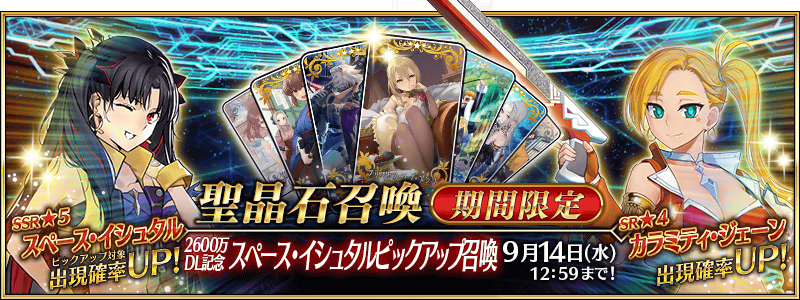 聖晶石召喚
期間限定
SSR★5
スペース・イシュタル
ピックアップ対象
出現確率UP!
2600万
DL記念
スペース・イシュタルピックアップ召喚
9月14日(水)
12:59まで!
SR★4
カラミティ・ジェーン
出現確率UP!